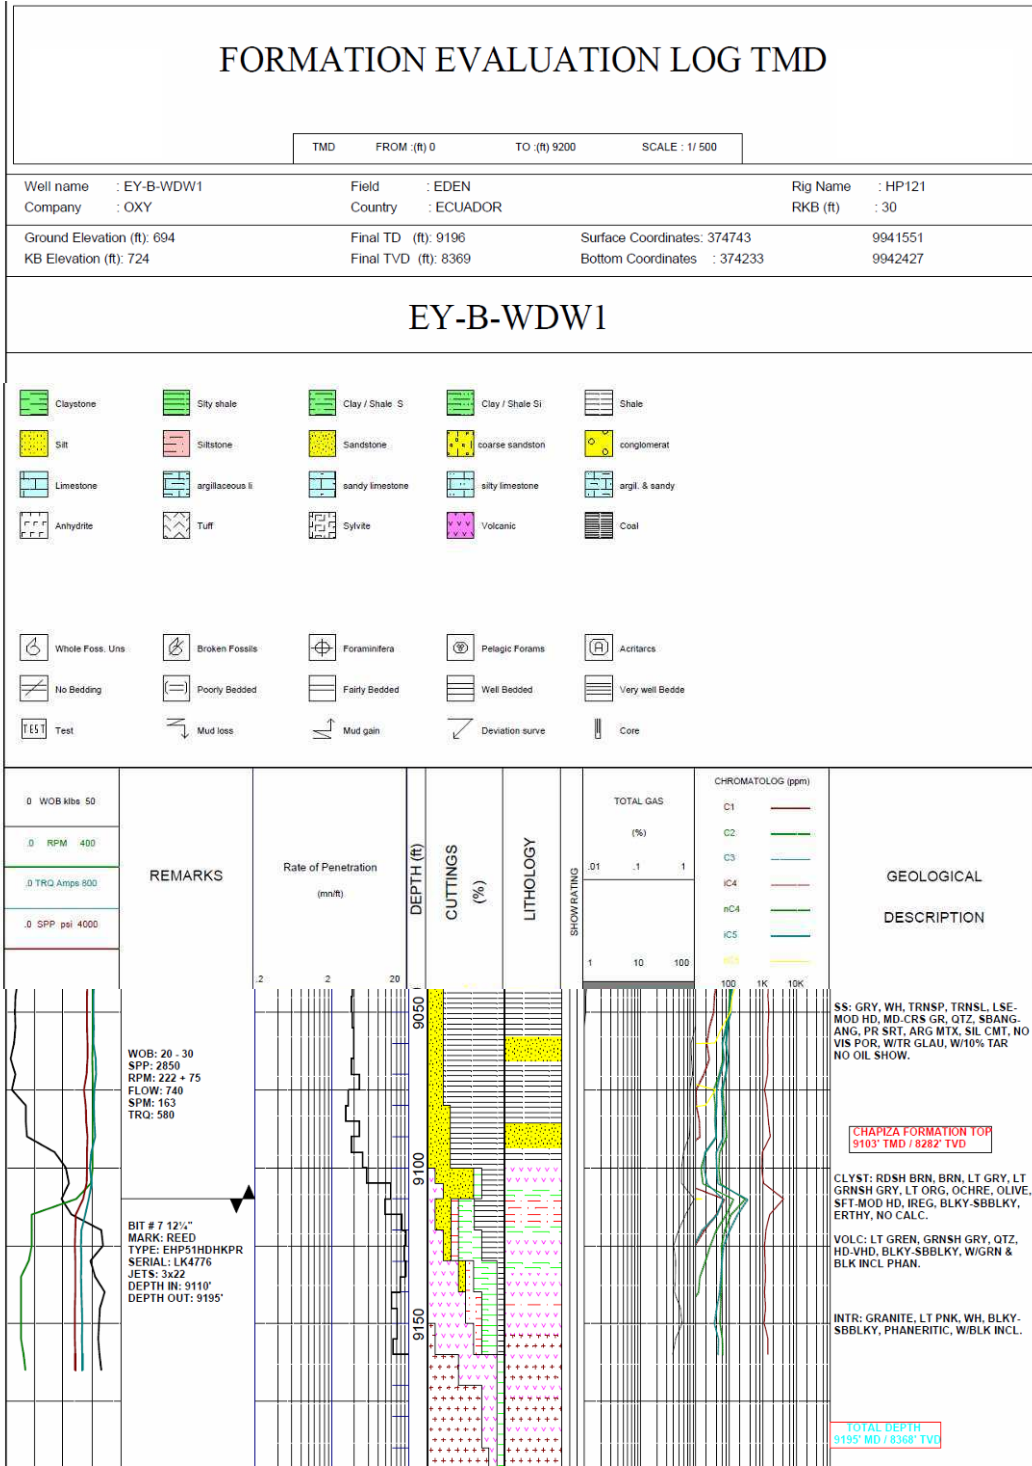 FORMATION EVALUATION LOG TMD
TMD FROM :(ft) 0 TO :(ft) 9200 SCALE : 1/ 500
Well name : EY-B-WDW1 Field : EDEN Rig Name : HP121
Company : OXY Country : ECUADOR RKB (ft) : 30
Ground Elevation (ft): 694 Final TD (ft): 9196 Surface Coordinates: 374743 9941551
KB Elevation (ft): 724 Final TVD (ft): 8369 Bottom Coordinates : 374233 9942427
EY-B-WDW1
Claystone Slty shale Clay / Shale S Clay / Shale Si Shale
Silt Siltstone Sandstone coarse sandston conglomerat
Limestone argillaceous li sandy limestone silty limestone argil. & sandy
Anhydrite Tuff Sylvite Volcanic Coal
Whole Foss. Uns Broken Fossils Foraminifera Pelagic Forams Acritarcs
No Bedding Poorly Bedded Fairly Bedded Well Bedded Very well Bedde
TEST Test Mud loss Mud gain Deviation surve Core
0 WOB klbs 50
.0 RPM 400
.0 TRQ Amps 800
.0 SPP psi 4000
REMARKS
Rate of Penetration
(mn/ft)
.2 2 20
DEPTH (ft)
CUTTINGS
(%)
LITHOLOGY
SHOW RATING
TOTAL GAS
(%)
.01 .1 1
1 10 100
CHROMATOLOG (ppm)
C1
C2
C3
iC4
nC4
iC5
nC5
100 1K 10K
GEOLOGICAL
DESCRIPTION
9050
9100
9150
WOB: 20 - 30
SPP: 2850
RPM: 222 + 75
FLOW: 740
SPM: 163
TRQ: 580
BIT # 7 12¼"
MARK: REED
TYPE: EHP51HDHKPR
SERIAL: LK4776
JETS: 3x22
DEPTH IN: 9110'
DEPTH OUT: 9195'
SS: GRY, WH, TRNSP, TRNSL, LSE-
MOD HD, MD-CRS GR, QTZ, SBANG-
ANG, PR SRT, ARG MTX, SIL CMT, NO
VIS POR, W/TR GLAU, W/10% TAR
NO OIL SHOW.
CHAPIZA FORMATION TOP
9103' TMD / 8282' TVD
CLYST: RDSH BRN, BRN, LT GRY, LT
GRNSH GRY, LT ORG, OCHRE, OLIVE,
SFT-MOD HD, IREG, BLKY-SBBLKY,
ERTHY, NO CALC.
VOLC: LT GREN, GRNSH GRY, QTZ,
HD-VHD, BLKY-SBBLKY, W/GRN &
BLK INCL PHAN.
INTR: GRANITE, LT PNK, WH, BLKY-
SBBLKY, PHANERITIC, W/BLK INCL.
TOTAL DEPTH
9195' MD / 8368' TVD